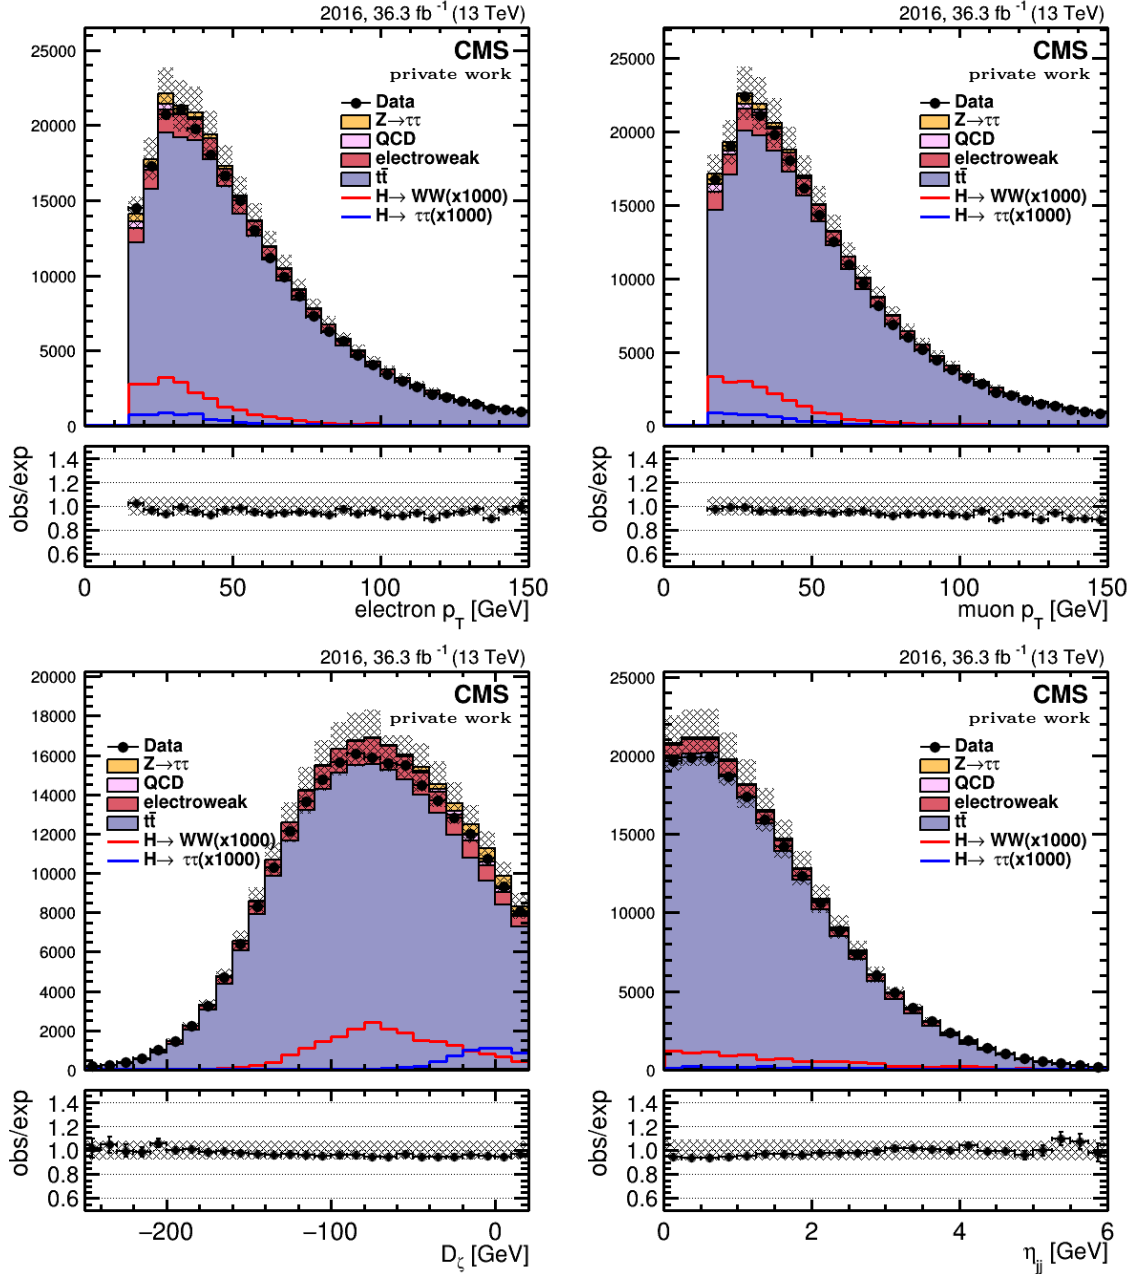 2016, 36.3 fb⁻¹ (13 TeV)
CMS
private work
Data
Z→ττ
QCD
electroweak
tt̄
H→ WW(x1000)
H→ ττ(x1000)
25000
20000
15000
10000
5000
0
obs/exp
1.4
1.2
1.0
0.8
0.6
0 50 100 150
electron p_T [GeV]
2016, 36.3 fb⁻¹ (13 TeV)
CMS
private work
Data
Z→ττ
QCD
electroweak
tt̄
H→ WW(x1000)
H→ ττ(x1000)
25000
20000
15000
10000
5000
0
obs/exp
1.4
1.2
1.0
0.8
0.6
0 50 100 150
muon p_T [GeV]
2016, 36.3 fb⁻¹ (13 TeV)
CMS
private work
Data
Z→ττ
QCD
electroweak
tt̄
H→ WW(x1000)
H→ ττ(x1000)
20000
18000
16000
14000
12000
10000
8000
6000
4000
2000
0
obs/exp
1.4
1.2
1.0
0.8
0.6
−200 −100 0
D_ζ [GeV]
2016, 36.3 fb⁻¹ (13 TeV)
CMS
private work
Data
Z→ττ
QCD
electroweak
tt̄
H→ WW(x1000)
H→ ττ(x1000)
25000
20000
15000
10000
5000
0
obs/exp
1.4
1.2
1.0
0.8
0.6
0 2 4 6
η_jj [GeV]